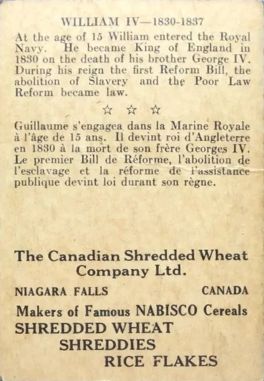 WILLIAM IV—1830-1837
At the age of 15 William entered the Royal
Navy. He became King of England in
1830 on the death of his brother George IV.
During his reign the first Reform Bill, the
abolition of Slavery and the Poor Law
Reform became law.
☆ ☆ ☆
Guillaume s'engagea dans la Marine Royale
à l'âge de 15 ans. Il devint roi d'Angleterre
en 1830 à la mort de son frère Georges IV.
Le premier Bill de Réforme, l'abolition de
l'esclavage et la réforme de l'assistance
publique devint loi durant son règne.
The Canadian Shredded Wheat
Company Ltd.
NIAGARA FALLS CANADA
Makers of Famous NABISCO Cereals
SHREDDED WHEAT
SHREDDIES
RICE FLAKES